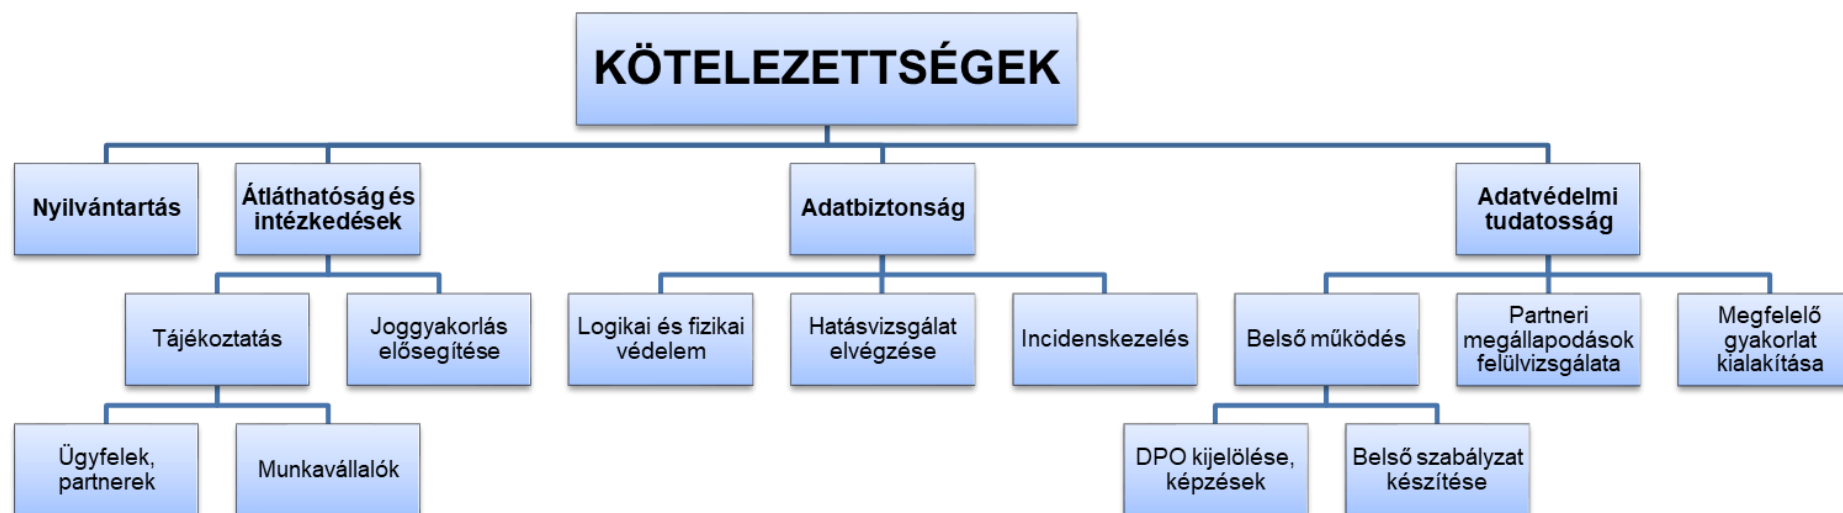 KÖTELEZETTSÉGEK
Nyilvántartás
Átláthatóság és
intézkedések
Adatbiztonság
Adatvédelmi
tudatosság
Tájékoztatás
Joggyakorlás
elősegítése
Logikai és fizikai
védelem
Hatásvizsgálat
elvégzése
Incidenskezelés
Belső működés
Partneri
megállapodások
felülvizsgálata
Megfelelő
gyakorlat
kialakítása
Ügyfelek,
partnerek
Munkavállalók
DPO kijelölése,
képzések
Belső szabályzat
készítése